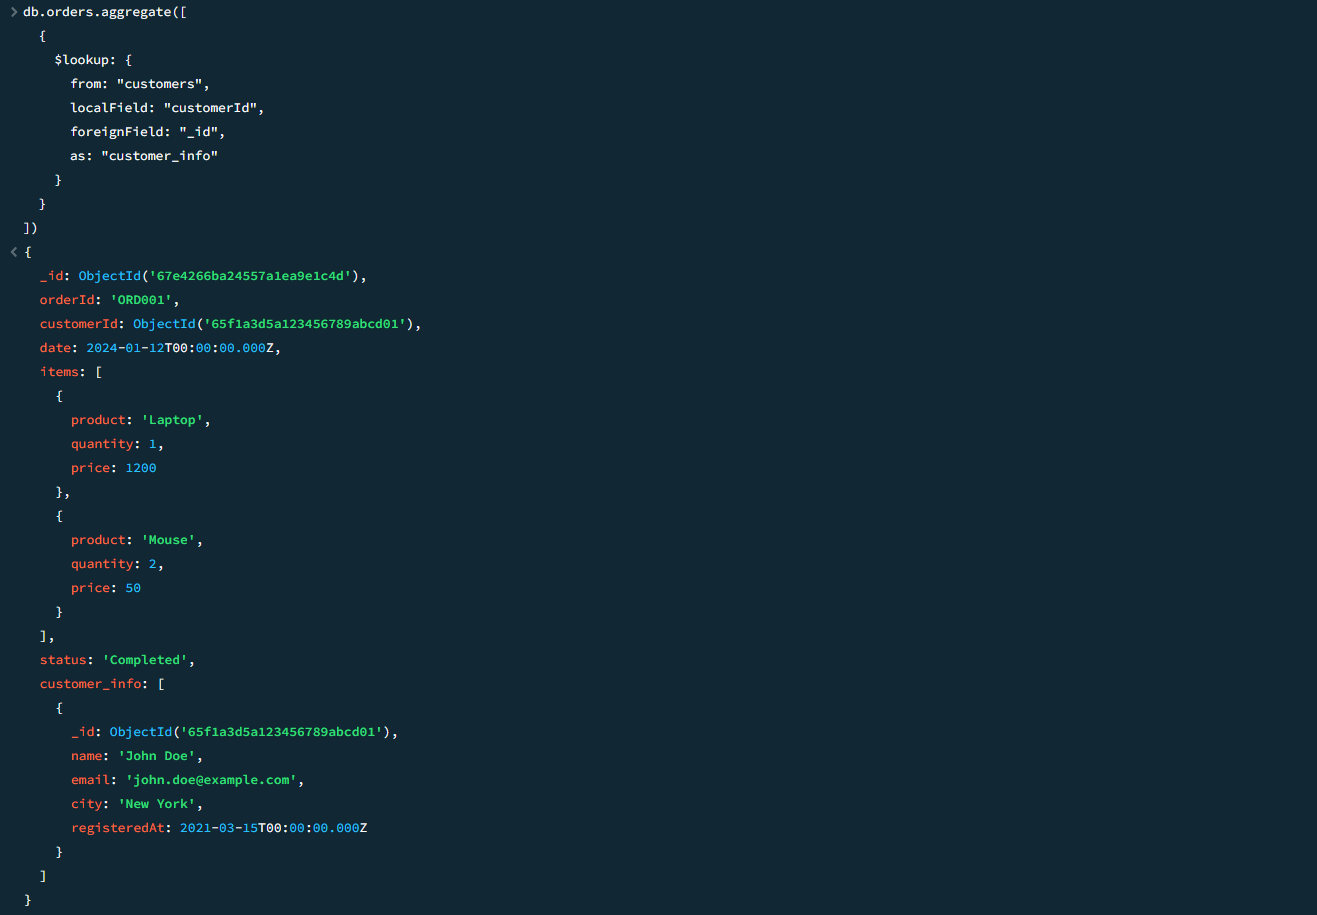 > db.orders.aggregate([
{
$lookup: {
from: "customers",
localField: "customerId",
foreignField: "_id",
as: "customer_info"
}
}
])
< {
_id: ObjectId('67e4266ba24557a1ea9e1c4d'),
orderId: 'ORD001',
customerId: ObjectId('65f1a3d5a123456789abcd01'),
date: 2024-01-12T00:00:00.000Z,
items: [
{
product: 'Laptop',
quantity: 1,
price: 1200
},
{
product: 'Mouse',
quantity: 2,
price: 50
}
],
status: 'Completed',
customer_info: [
{
_id: ObjectId('65f1a3d5a123456789abcd01'),
name: 'John Doe',
email: 'john.doe@example.com',
city: 'New York',
registeredAt: 2021-03-15T00:00:00.000Z
}
]
}